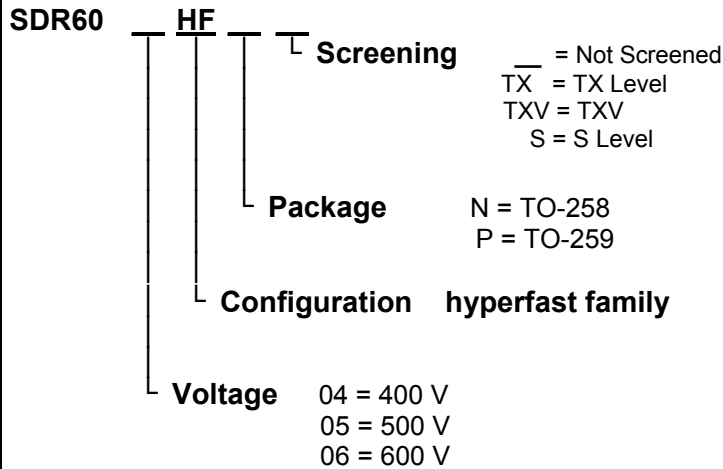 SDR60 __ HF __ __
Screening __ = Not Screened
TX = TX Level
TXV = TXV
S = S Level
Package N = TO-258
P = TO-259
Configuration hyperfast family
Voltage 04 = 400 V
05 = 500 V
06 = 600 V